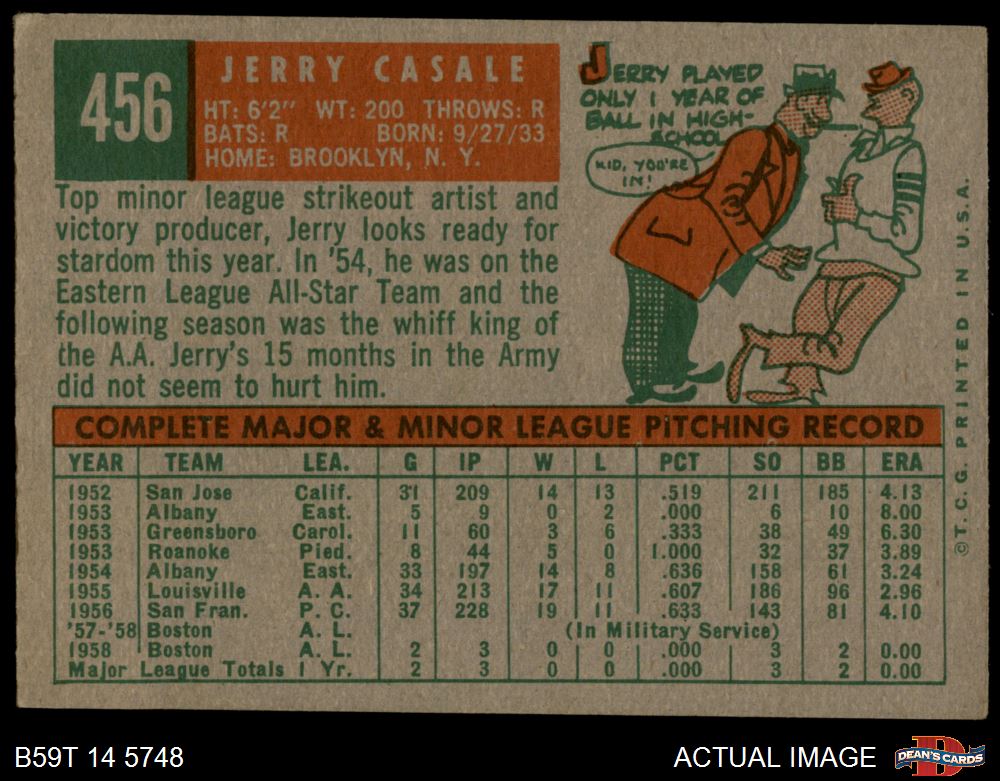 456
JERRY CASALE
HT: 6'2" WT: 200 THROWS: R
BATS: R BORN: 9/27/33
HOME: BROOKLYN, N. Y.
Top minor league strikeout artist and
victory producer, Jerry looks ready for
stardom this year. In '54, he was on the
Eastern League All-Star Team and the
following season was the whiff king of
the A.A. Jerry's 15 months in the Army
did not seem to hurt him.
JERRY PLAYED
ONLY 1 YEAR OF
BALL IN HIGH-
SCHOOL
KID, YOU'RE
IN!
COMPLETE MAJOR & MINOR LEAGUE PITCHING RECORD
YEAR TEAM LEA. G IP W L PCT SO BB ERA
1952 San Jose Calif. 31 209 14 13 .519 211 185 4.13
1953 Albany East. 5 9 0 2 .000 6 10 8.00
1953 Greensboro Carol. 11 60 3 6 .333 38 49 6.30
1953 Roanoke Pied. 8 44 5 0 1.000 32 37 3.89
1954 Albany East. 33 197 14 8 .636 158 61 3.24
1955 Louisville A. A. 34 213 17 11 .607 186 96 2.96
1956 San Fran. P. C. 37 228 19 11 .633 143 81 4.10
'57-'58 Boston A. L. (In Military Service)
1958 Boston A. L. 2 3 0 0 .000 3 2 0.00
Major League Totals 1 Yr. 2 3 0 0 .000 3 2 0.00
©T. C. G. PRINTED IN U.S.A.
B59T 14 5748
ACTUAL IMAGE
D
DEAN'S CARDS